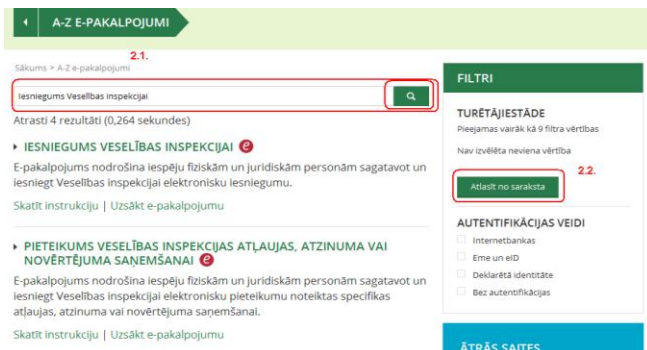 A-Z E-PAKALPOJUMI
2.1.
Sākums > A-Z e-pakalpojumi
Iesniegums Veselības inspekcijai
Atrasti 4 rezultāti (0,264 sekundes)
IESNIEGUMS VESELĪBAS INSPEKCIJAI e
E-pakalpojums nodrošina iespēju fiziskām un juridiskām personām sagatavot un
iesniegt Veselības inspekcijai elektronisku iesniegumu.
Skatīt instrukciju | Uzsākt e-pakalpojumu
PIETEIKUMS VESELĪBAS INSPEKCIJAS ATĻAUJAS, ATZINUMA VAI
NOVĒRTĒJUMA SAŅEMŠANAI e
E-pakalpojums nodrošina iespēju fiziskām un juridiskām personām sagatavot un
iesniegt Veselības inspekcijai elektronisku pieteikumu noteiktas specifikas
atļaujas, atzinuma vai novērtējuma saņemšanai.
Skatīt instrukciju | Uzsākt e-pakalpojumu
FILTRI
TURĒTĀJIESTĀDE
Pieejamas vairāk kā 9 filtra vērtības
Nav izvēlēta neviena vērtība
2.2.
Atlasīt no saraksta
AUTENTIFIKĀCIJAS VEIDI
Internetbankas
Eme un eID
Deklarētā identitāte
Bez autentifikācijas
ĀTRĀS SAITES